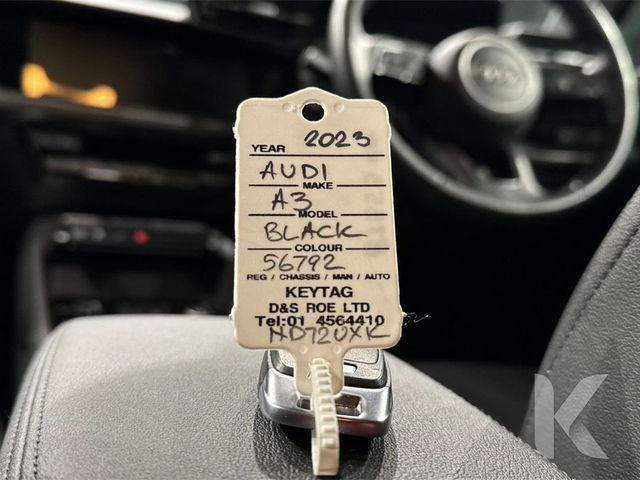 YEAR 2023
AUDI
MAKE
A3
MODEL
BLACK
COLOUR
56792
REG / CHASSIS / MAN / AUTO
KEYTAG
D&S ROE LTD
Tel:01 4564410
ND72UXK
K